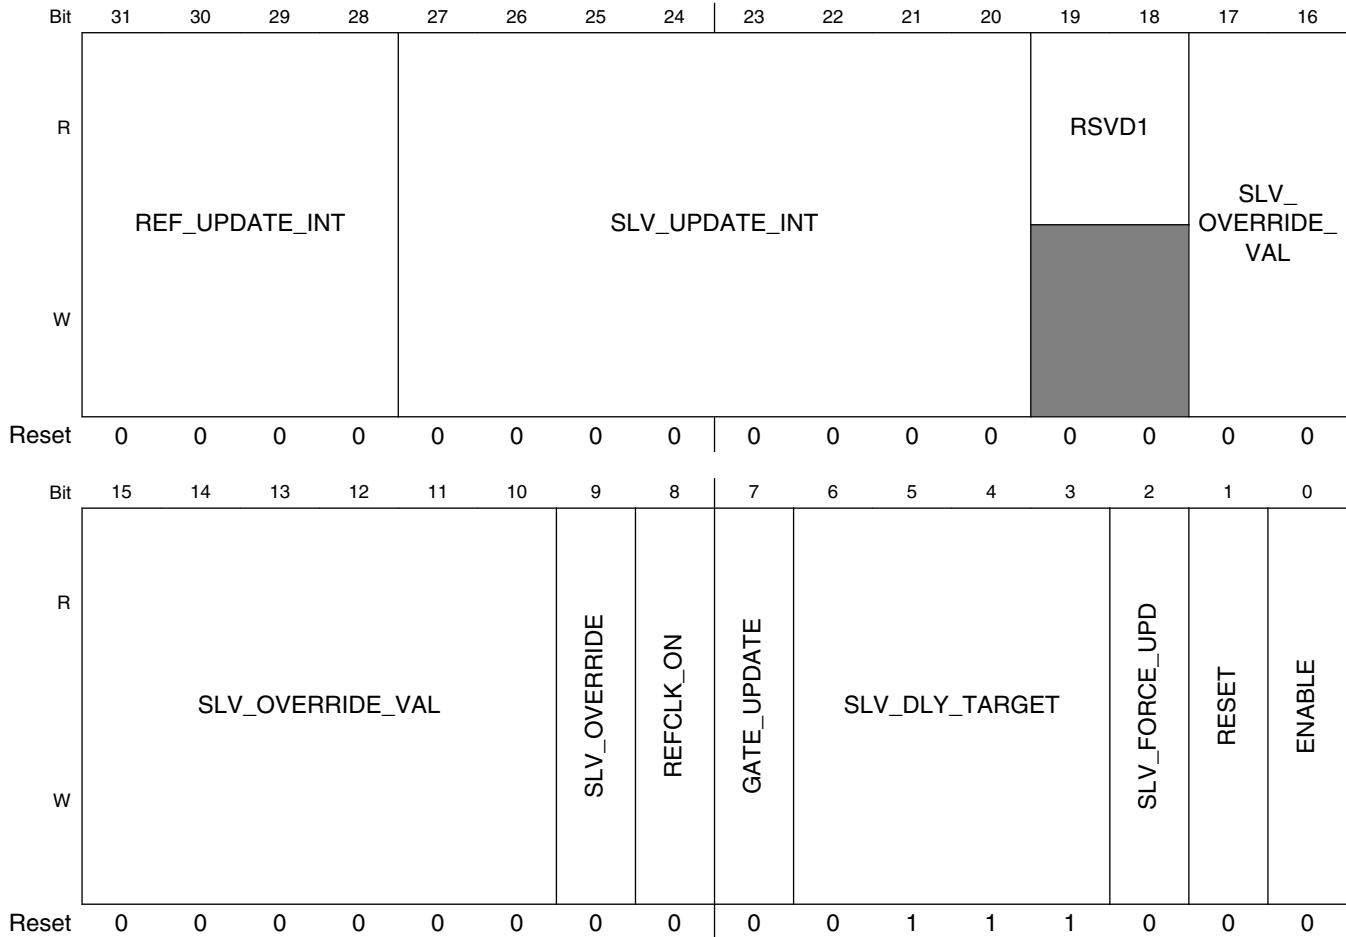 Bit 31 30 29 28 27 26 25 24 23 22 21 20 19 18 17 16
R
RSVD1
REF_UPDATE_INT
SLV_UPDATE_INT
SLV_
OVERRIDE_
VAL
W
Reset 0 0 0 0 0 0 0 0 0 0 0 0 0 0 0 0
Bit 15 14 13 12 11 10 9 8 7 6 5 4 3 2 1 0
R
SLV_OVERRIDE_VAL
SLV_OVERRIDE
REFCLK_ON
GATE_UPDATE
SLV_DLY_TARGET
SLV_FORCE_UPD
RESET
ENABLE
W
Reset 0 0 0 0 0 0 0 0 0 0 1 1 1 0 0 0